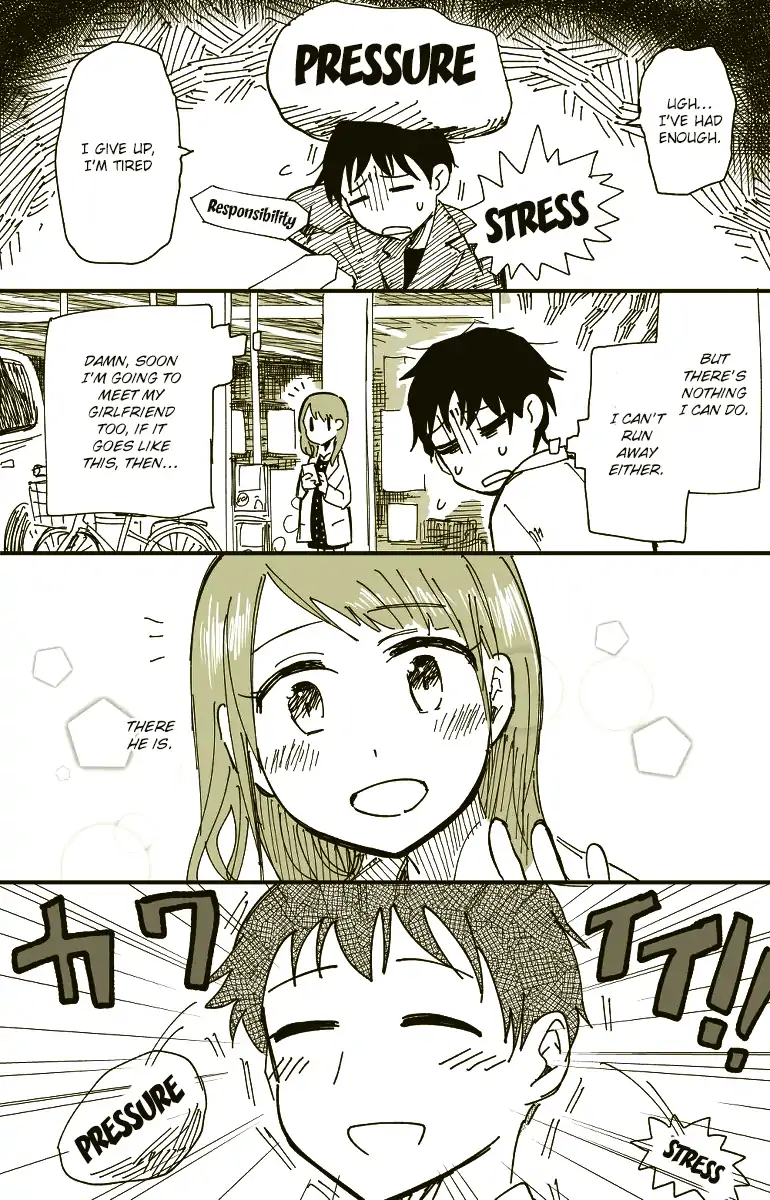 PRESSURE
UGH...
I'VE HAD
ENOUGH.
I GIVE UP,
I'M TIRED
Responsibility
STRESS
BUT
THERE'S
NOTHING
I CAN DO.
I CAN'T
RUN
AWAY
EITHER.
DAMN, SOON
I'M GOING TO
MEET MY
GIRLFRIEND
TOO, IF IT
GOES LIKE
THIS, THEN...
THERE
HE IS.
カワイイ!!
PRESSURE
STRESS